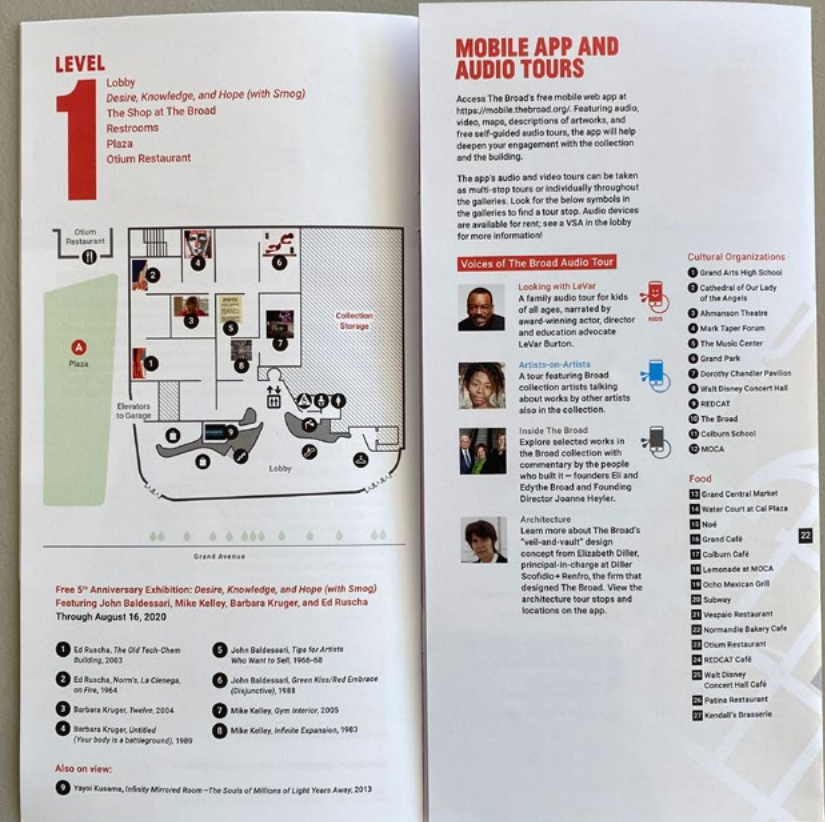 LEVEL
1
Lobby
Desire, Knowledge, and Hope (with Smog)
The Shop at The Broad
Restrooms
Plaza
Otium Restaurant
Otium
Restaurant
2
4
6
3
5
7
8
1
Collection
Storage
A
Plaza
Elevators
to Garage
9
Lobby
Grand Avenue
Free 5th Anniversary Exhibition: Desire, Knowledge, and Hope (with Smog)
Featuring John Baldessari, Mike Kelley, Barbara Kruger, and Ed Ruscha
Through August 16, 2020
1 Ed Ruscha, The Old Tech-Chem
Building, 2003
2 Ed Ruscha, Norm's, La Cienega,
on Fire, 1964
3 Barbara Kruger, Twelve, 2004
4 Barbara Kruger, Untitled
(Your body is a battleground), 1989
5 John Baldessari, Tips for Artists
Who Want to Sell, 1966-68
6 John Baldessari, Green Kiss/Red Embrace
(Disjunctive), 1988
7 Mike Kelley, Gym Interior, 2005
8 Mike Kelley, Infinite Expansion, 1983
Also on view:
9 Yayoi Kusama, Infinity Mirrored Room—The Souls of Millions of Light Years Away, 2013
MOBILE APP AND
AUDIO TOURS
Access The Broad's free mobile web app at
https://mobile.thebroad.org/. Featuring audio,
video, maps, descriptions of artworks, and
free self-guided audio tours, the app will help
deepen your engagement with the collection
and the building.
The app's audio and video tours can be taken
as multi-stop tours or individually throughout
the galleries. Look for the below symbols in
the galleries to find a tour stop. Audio devices
are available for rent; see a VSA in the lobby
for more information!
Voices of The Broad Audio Tour
Looking with LeVar
A family audio tour for kids
of all ages, narrated by
award-winning actor, director
and education advocate
LeVar Burton.
KIDS
Artists-on-Artists
A tour featuring Broad
collection artists talking
about works by other artists
also in the collection.
Inside The Broad
Explore selected works in
the Broad collection with
commentary by the people
who built it — founders Eli and
Edythe Broad and Founding
Director Joanne Heyler.
Architecture
Learn more about The Broad's
"veil-and-vault" design
concept from Elizabeth Diller,
principal-in-charge at Diller
Scofidio + Renfro, the firm that
designed The Broad. View the
architecture tour stops and
locations on the app.
Cultural Organizations
1 Grand Arts High School
2 Cathedral of Our Lady
of the Angels
3 Ahmanson Theatre
4 Mark Taper Forum
5 The Music Center
6 Grand Park
7 Dorothy Chandler Pavilion
8 Walt Disney Concert Hall
9 REDCAT
10 The Broad
11 Colburn School
12 MOCA
Food
13 Grand Central Market
14 Water Court at Cal Plaza
15 Noé
16 Grand Café
17 Colburn Café
18 Lemonade at MOCA
19 Ocho Mexican Grill
20 Subway
21 Vespaio Restaurant
22 Normandie Bakery Cafe
23 Otium Restaurant
24 REDCAT Café
25 Walt Disney
Concert Hall Café
26 Patina Restaurant
27 Kendall's Brasserie
22